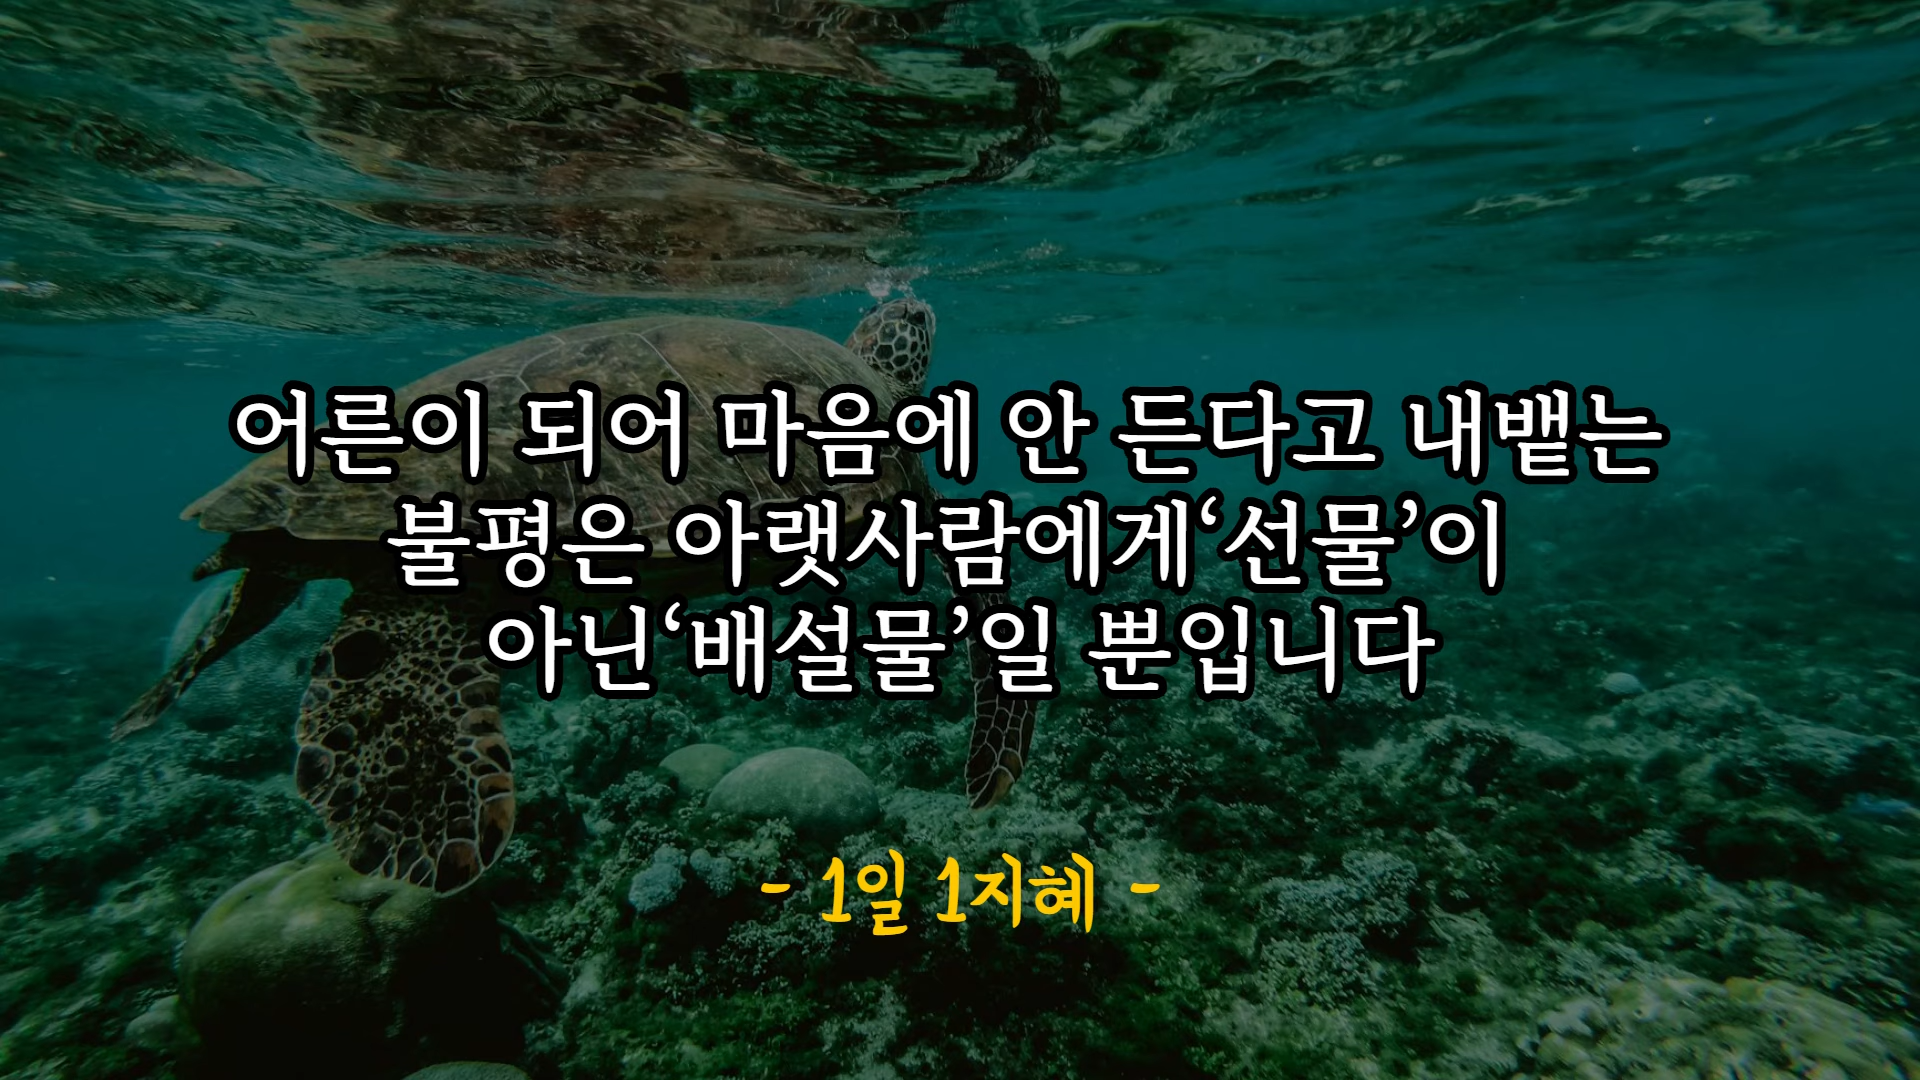 어른이 되어 마음에 안 든다고 내뱉는
불평은 아랫사람에게‘선물’이
아닌‘배설물’일 뿐입니다
- 1일 1지혜 -